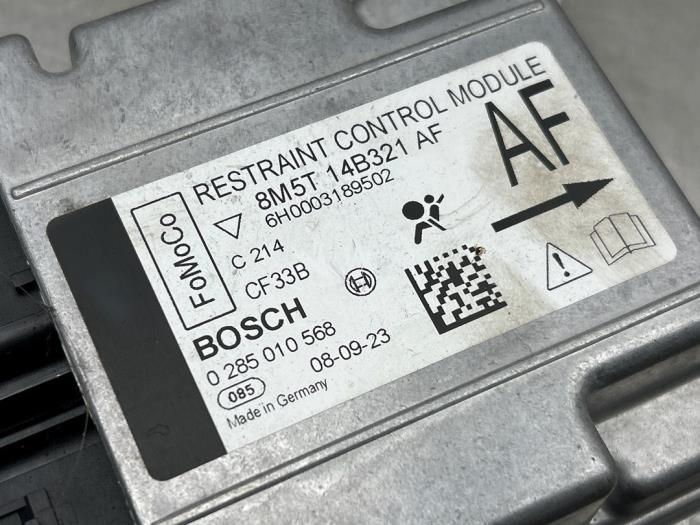 RESTRAINT CONTROL MODULE
8M5T 14B321 AF
AF
6H0003189502
FoMoCo
C 214
CF33B
BOSCH
0 285 010 568
08-09-23
085
Made in Germany